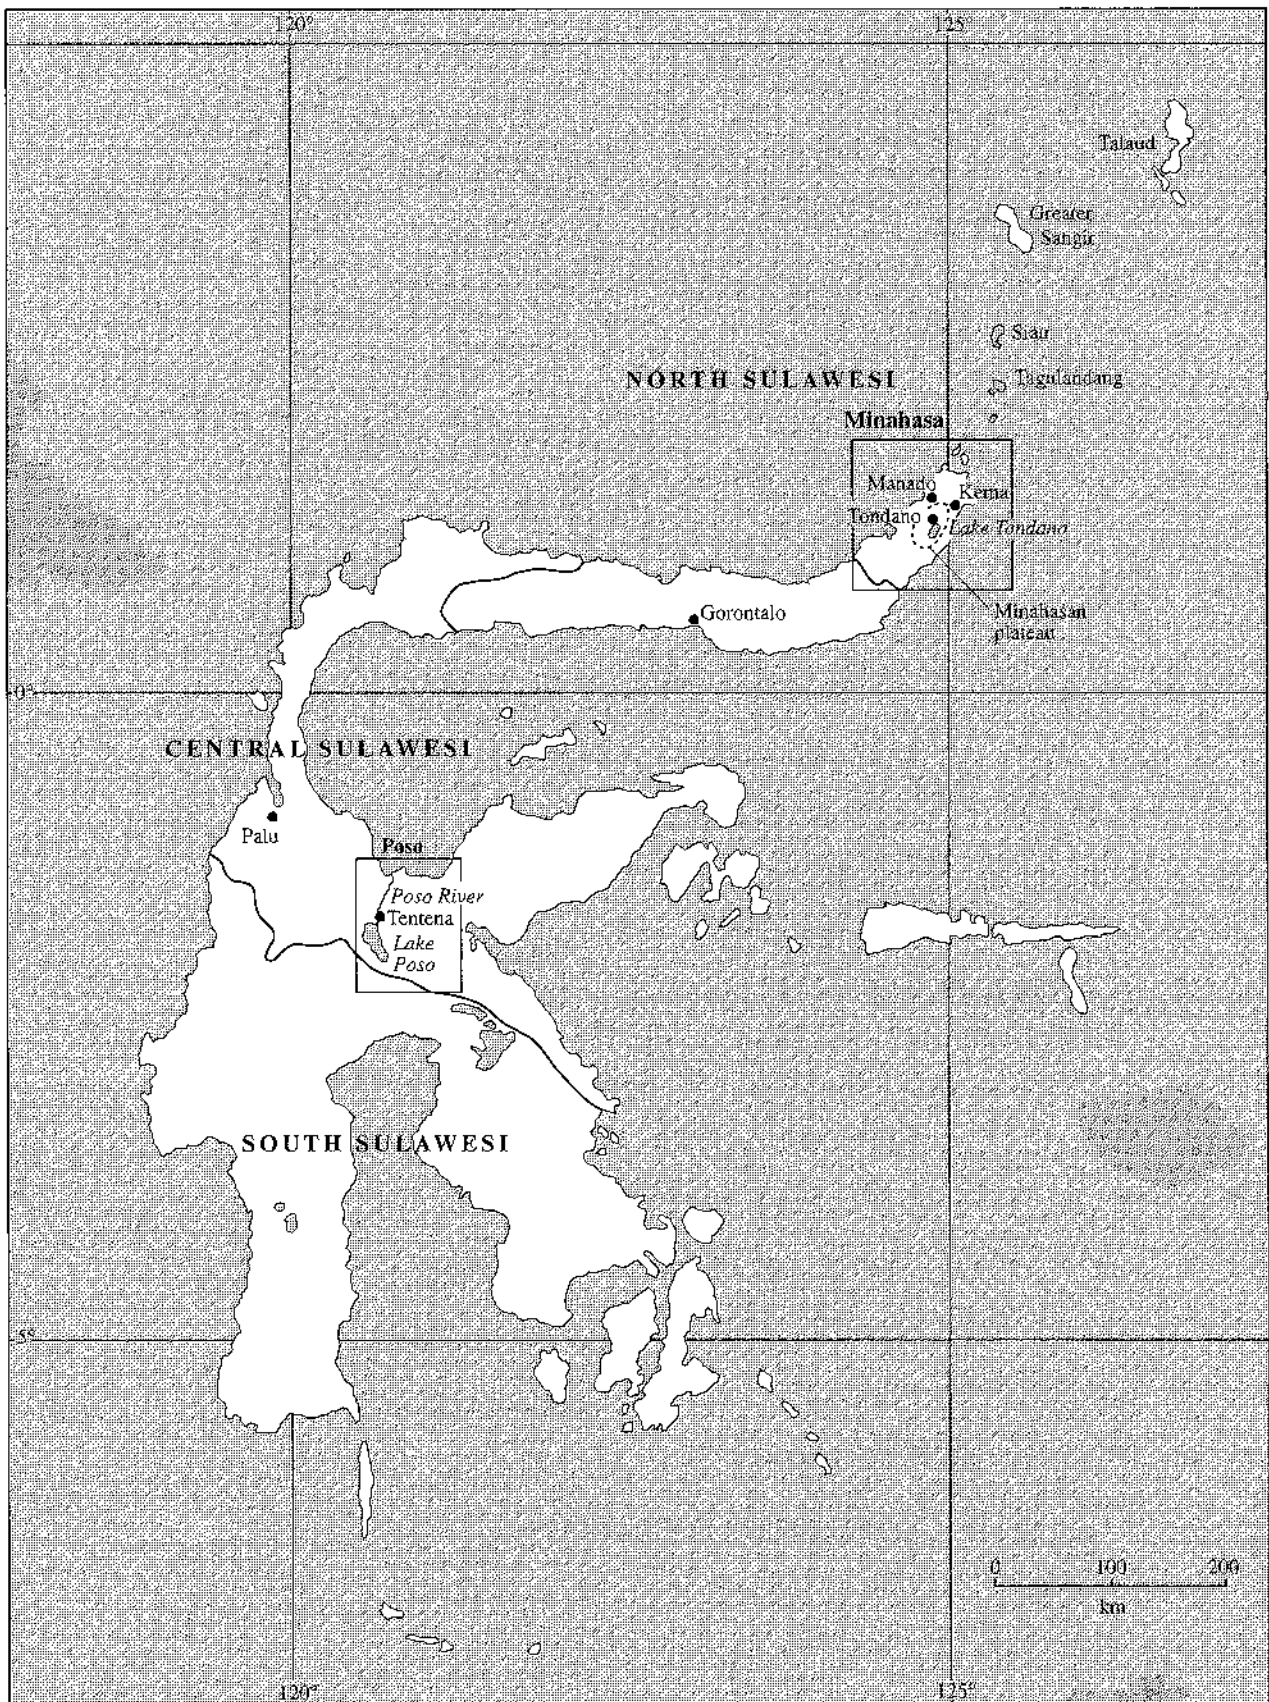 120°
125°
Talaud
Greater
Sangir
Siau
NORTH SULAWESI
Tagulandang
Minahasa
Manado
Kema
Tondano
Lake Tondano
Gorontalo
Minahasan
plateau
0°
CENTRAL SULAWESI
Palu
Poso
Poso River
Tentena
Lake
Poso
SOUTH SULAWESI
5°
0 100 200
km
120°
125°